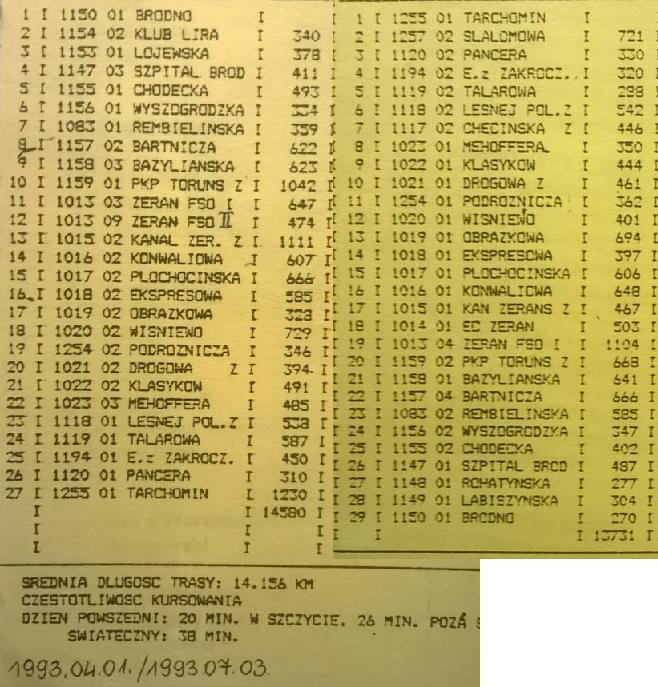 1 I 1150 01 BRODNO I I
2 I 1154 02 KLUB LIRA I 340 I
3 I 1153 01 LOJEWSKA I 378 I
4 I 1147 03 SZPITAL BROD I 411 I
5 I 1155 01 CHODECKA I 493 I
6 I 1156 01 WYSZOGRODZKA I 334 I
7 I 1083 01 REMBIELINSKA I 359 I
8 I 1157 02 BARTNICZA I 622 I
9 I 1158 03 BAZYLIANSKA I 623 I
10 I 1159 01 PKP TORUNS Z I 1042 I
11 I 1013 03 ZERAN FSO I I 647 I
12 I 1013 09 ZERAN FSO II I 474 I
13 I 1015 02 KANAL ZER. Z I 1111 I
14 I 1016 02 KONWALIOWA I 607 I
15 I 1017 02 PLOCHOCINSKA I 666 I
16 I 1018 02 EKSPRESOWA I 585 I
17 I 1019 02 OBRAZKOWA I 328 I
18 I 1020 02 WISNIEWO I 729 I
19 I 1254 02 PODROZNICZA I 346 I
20 I 1021 02 DROGOWA Z I 394 I
21 I 1022 02 KLASYKOW I 491 I
22 I 1023 03 MEHOFFERA I 485 I
23 I 1118 01 LESNEJ POL.Z I 538 I
24 I 1119 01 TALAROWA I 587 I
25 I 1194 01 E.Z ZAKROCZ. I 450 I
26 I 1120 01 PANCERA I 310 I
27 I 1255 01 TARCHOMIN I 1230 I
I I 14580 I
I I I
I I I
I 1 I 1255 01 TARCHOMIN I
I 2 I 1257 02 SLALOMOWA I 721
I 3 I 1120 02 PANCERA I 330
I 4 I 1194 02 E.z ZAKROCZ. I 320
I 5 I 1119 02 TALAROWA I 288
I 6 I 1118 02 LESNEJ POL.Z I 542
I 7 I 1117 02 CHECINSKA Z I 446
I 8 I 1023 01 MEHOFFERA I 350
I 9 I 1022 01 KLASYKOW I 444
I 10 I 1021 01 DROGOWA Z I 461
I 11 I 1254 01 PODROZNICZA I 362
I 12 I 1020 01 WISNIEWO I 401
I 13 I 1019 01 OBRAZKOWA I 694
I 14 I 1018 01 EKSPRESOWA I 397
I 15 I 1017 01 PLOCHOCINSKA I 606
I 16 I 1016 01 KONWALIOWA I 648
I 17 I 1015 01 KAN ZERANS Z I 467
I 18 I 1014 01 EC ZERAN I 503
I 19 I 1013 04 ZERAN FSO I I 1104
I 20 I 1159 02 PKP TORUNS Z I 668
I 21 I 1158 01 BAZYLIANSKA I 641
I 22 I 1157 04 BARTNICZA I 666
I 23 I 1083 02 REMBIELINSKA I 585
I 24 I 1156 02 WYSZOGRODZKA I 347
I 25 I 1155 02 CHODECKA I 402
I 26 I 1147 01 SZPITAL BROD I 487
I 27 I 1148 01 ROHATYNSKA I 277
I 28 I 1149 01 LABISZYNSKA I 304
I 29 I 1150 01 BRODNO I 270
I I 13731 I
SREDNIA DLUGOSC TRASY: 14.156 KM
CZESTOTLIWOSC KURSOWANIA
DZIEN POWSZEDNI: 20 MIN. W SZCZYCIE, 26 MIN. POZA
SWIATECZNY: 38 MIN.
1993.04.01./1993.07.03.